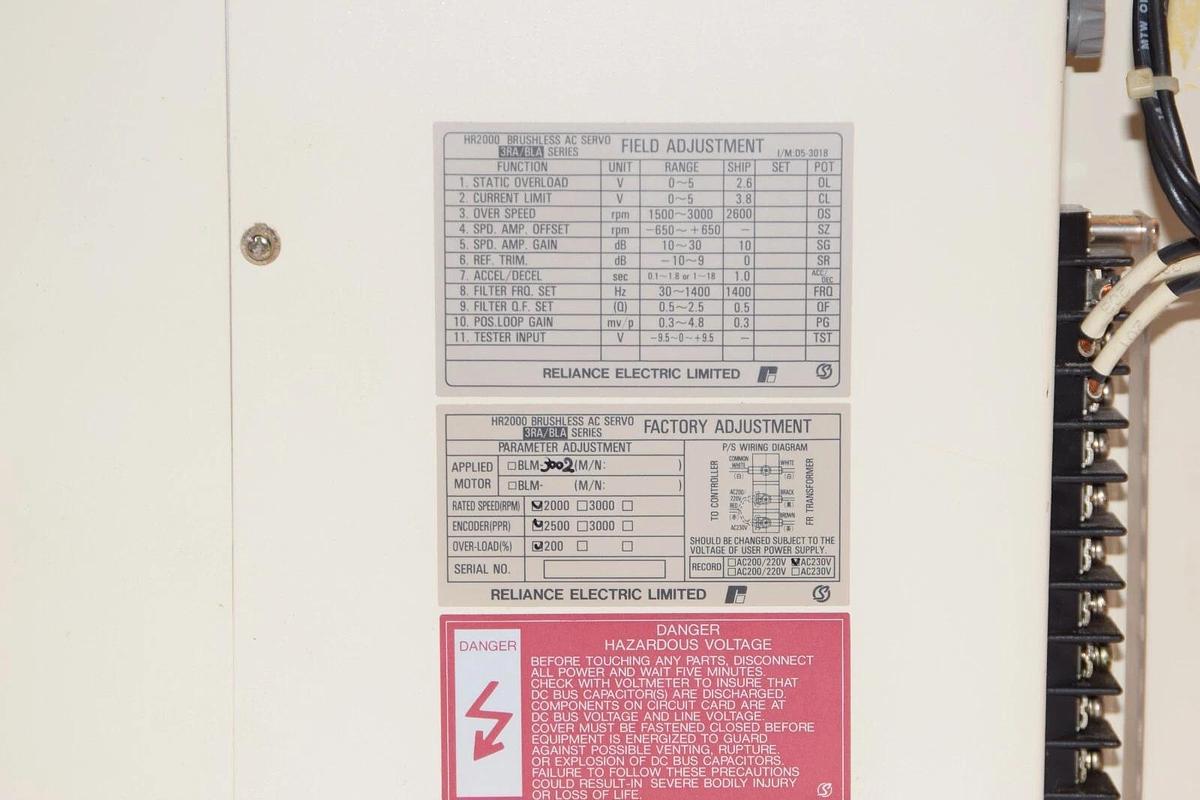 MTW OI
HR2000 BRUSHLESS AC SERVO FIELD ADJUSTMENT
3RA/BLA SERIES I/M:05-3018
FUNCTION UNIT RANGE SHIP SET POT
1. STATIC OVERLOAD V 0~5 2.6 OL
2. CURRENT LIMIT V 0~5 3.8 CL
3. OVER SPEED rpm 1500~3000 2600 OS
4. SPD. AMP. OFFSET rpm -650~+650 — SZ
5. SPD. AMP. GAIN dB 10~30 10 SG
6. REF. TRIM. dB -10~9 0 SR
7. ACCEL/DECEL sec 0.1~1.8 or 1~18 1.0 ACC/DEC
8. FILTER FRQ. SET Hz 30~1400 1400 FRQ
9. FILTER Q.F. SET (Q) 0.5~2.5 0.5 QF
10. POS.LOOP GAIN mv/p 0.3~4.8 0.3 PG
11. TESTER INPUT V -9.5~0~+9.5 — TST
RELIANCE ELECTRIC LIMITED
HR2000 BRUSHLESS AC SERVO FACTORY ADJUSTMENT
3RA/BLA SERIES
PARAMETER ADJUSTMENT
APPLIED MOTOR
□BLM- (M/N: )
□BLM- (M/N: )
RATED SPEED(RPM) ☑2000 □3000 □
ENCODER(PPR) ☑2500 □3000 □
OVER-LOAD(%) ☑200 □ □
SERIAL NO.
P/S WIRING DIAGRAM
TO CONTROLLER
COMMON WHITE (白)
WHITE (白)
AC200/220V RED
BRACK
AC230V
BROWN
FR TRANSFORMER
SHOULD BE CHANGED SUBJECT TO THE
VOLTAGE OF USER POWER SUPPLY.
RECORD □AC200/220V ☑AC230V
□AC200/220V □AC230V
RELIANCE ELECTRIC LIMITED
DANGER
DANGER
HAZARDOUS VOLTAGE
BEFORE TOUCHING ANY PARTS, DISCONNECT
ALL POWER AND WAIT FIVE MINUTES.
CHECK WITH VOLTMETER TO INSURE THAT
DC BUS CAPACITOR(S) ARE DISCHARGED.
COMPONENTS ON CIRCUIT CARD ARE AT
DC BUS VOLTAGE AND LINE VOLTAGE.
COVER MUST BE FASTENED CLOSED BEFORE
EQUIPMENT IS ENERGIZED TO GUARD
AGAINST POSSIBLE VENTING, RUPTURE,
OR EXPLOSION OF DC BUS CAPACITORS.
FAILURE TO FOLLOW THESE PRECAUTIONS
COULD RESULT-IN SEVERE BODILY INJURY
OR LOSS OF LIFE.